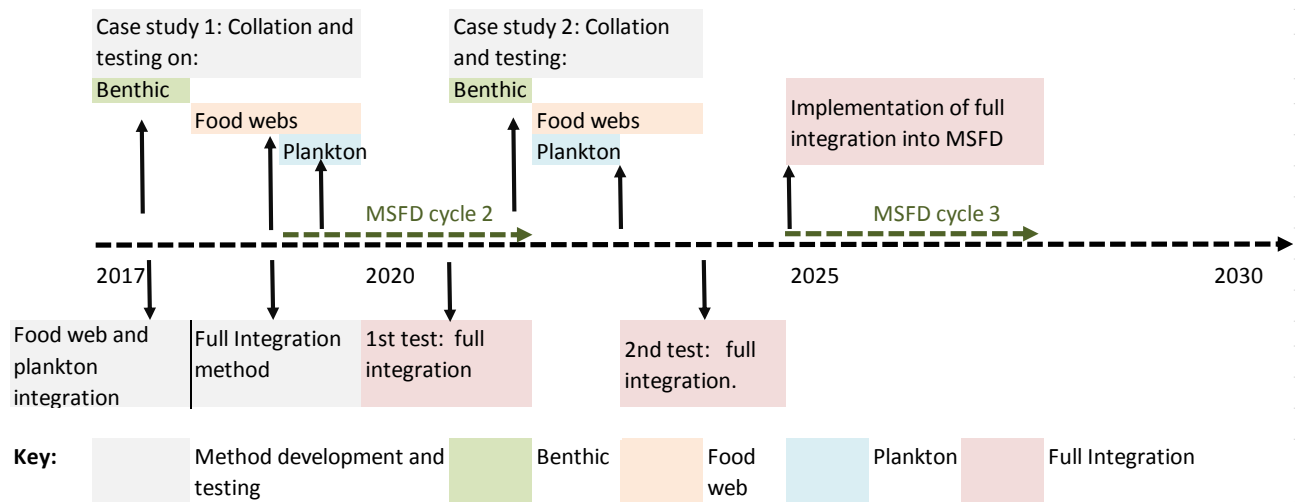 Case study 1: Collation and
testing on:
Benthic
Food webs
Plankton
Case study 2: Collation
and testing:
Benthic
Food webs
Plankton
Implementation of full
integration into MSFD
MSFD cycle 2
MSFD cycle 3
2017
2020
2025
2030
Food web and
plankton
integration
Full Integration
method
1st test: full
integration
2nd test: full
integration.
Key:
Method development and
testing
Benthic
Food
web
Plankton
Full Integration